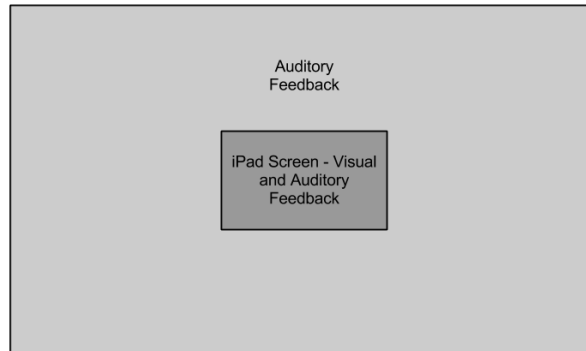 Auditory
Feedback
iPad Screen - Visual
and Auditory
Feedback